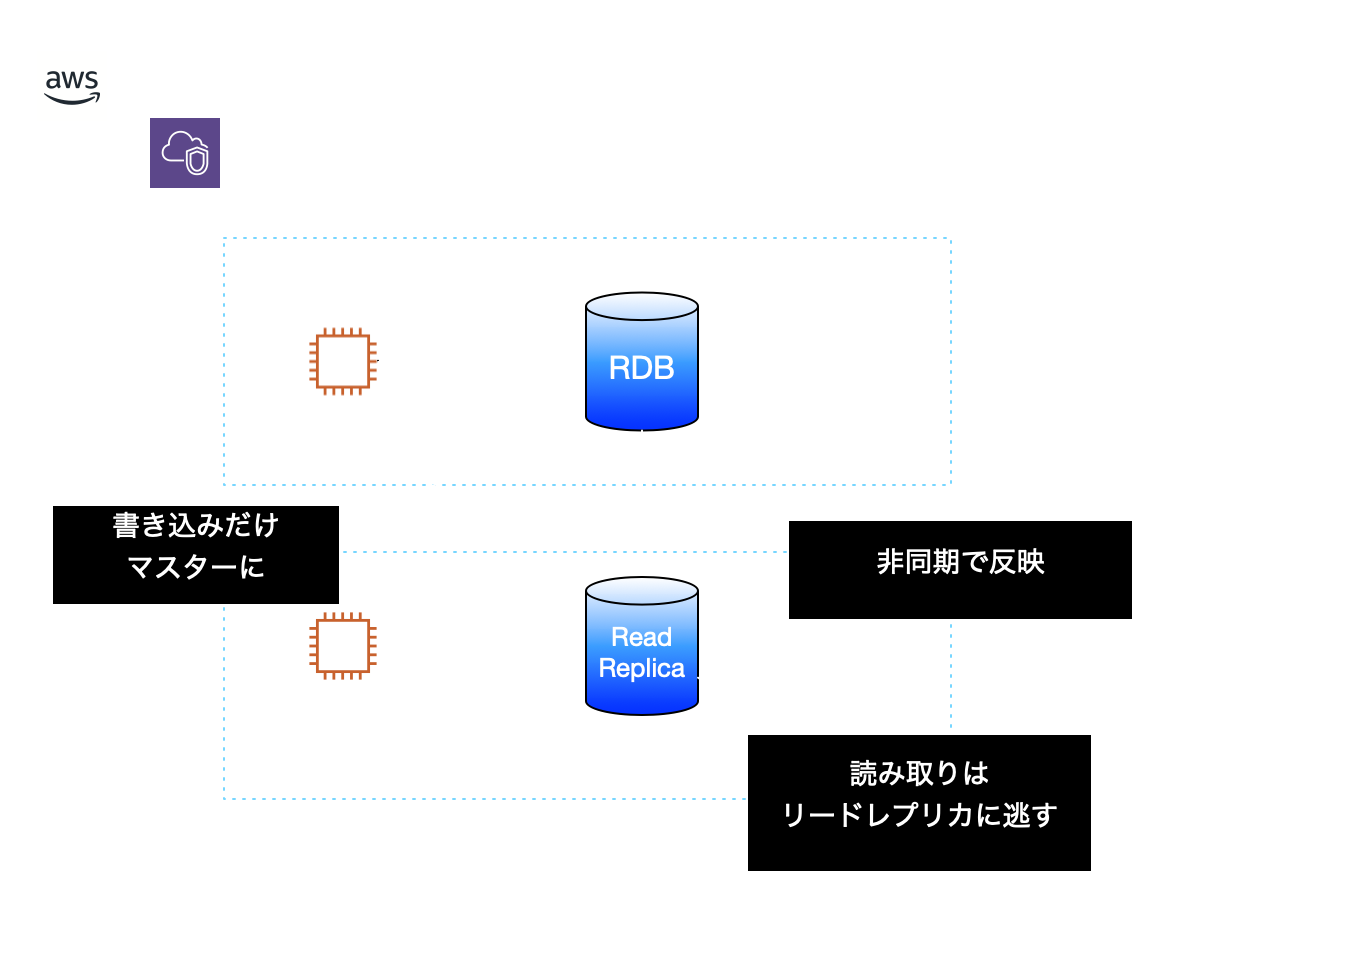 aws
RDB
書き込みだけ
マスターに
非同期で反映
Read
Replica
読み取りは
リードレプリカに逃す